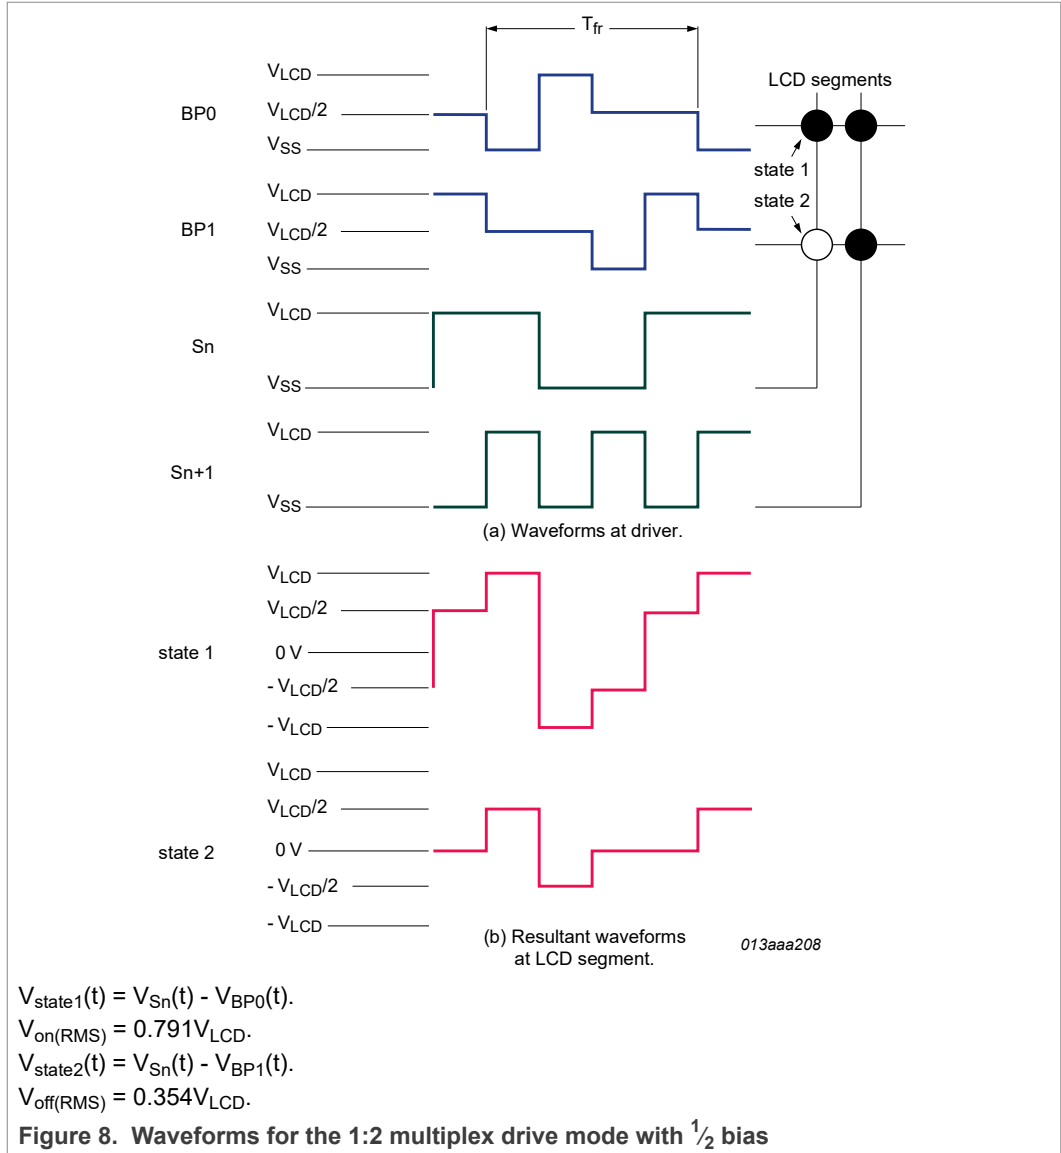 Tfr
VLCD
LCD segments
BP0
VLCD/2
VSS
state 1
VLCD
state 2
BP1
VLCD/2
VSS
VLCD
Sn
VSS
VLCD
Sn+1
VSS
(a) Waveforms at driver.
VLCD
VLCD/2
state 1
0 V
- VLCD/2
- VLCD
VLCD
VLCD/2
state 2
0 V
- VLCD/2
- VLCD
(b) Resultant waveforms
at LCD segment.
013aaa208
Vstate1(t) = VSn(t) - VBP0(t).
Von(RMS) = 0.791VLCD.
Vstate2(t) = VSn(t) - VBP1(t).
Voff(RMS) = 0.354VLCD.
Figure 8. Waveforms for the 1:2 multiplex drive mode with 1/2 bias